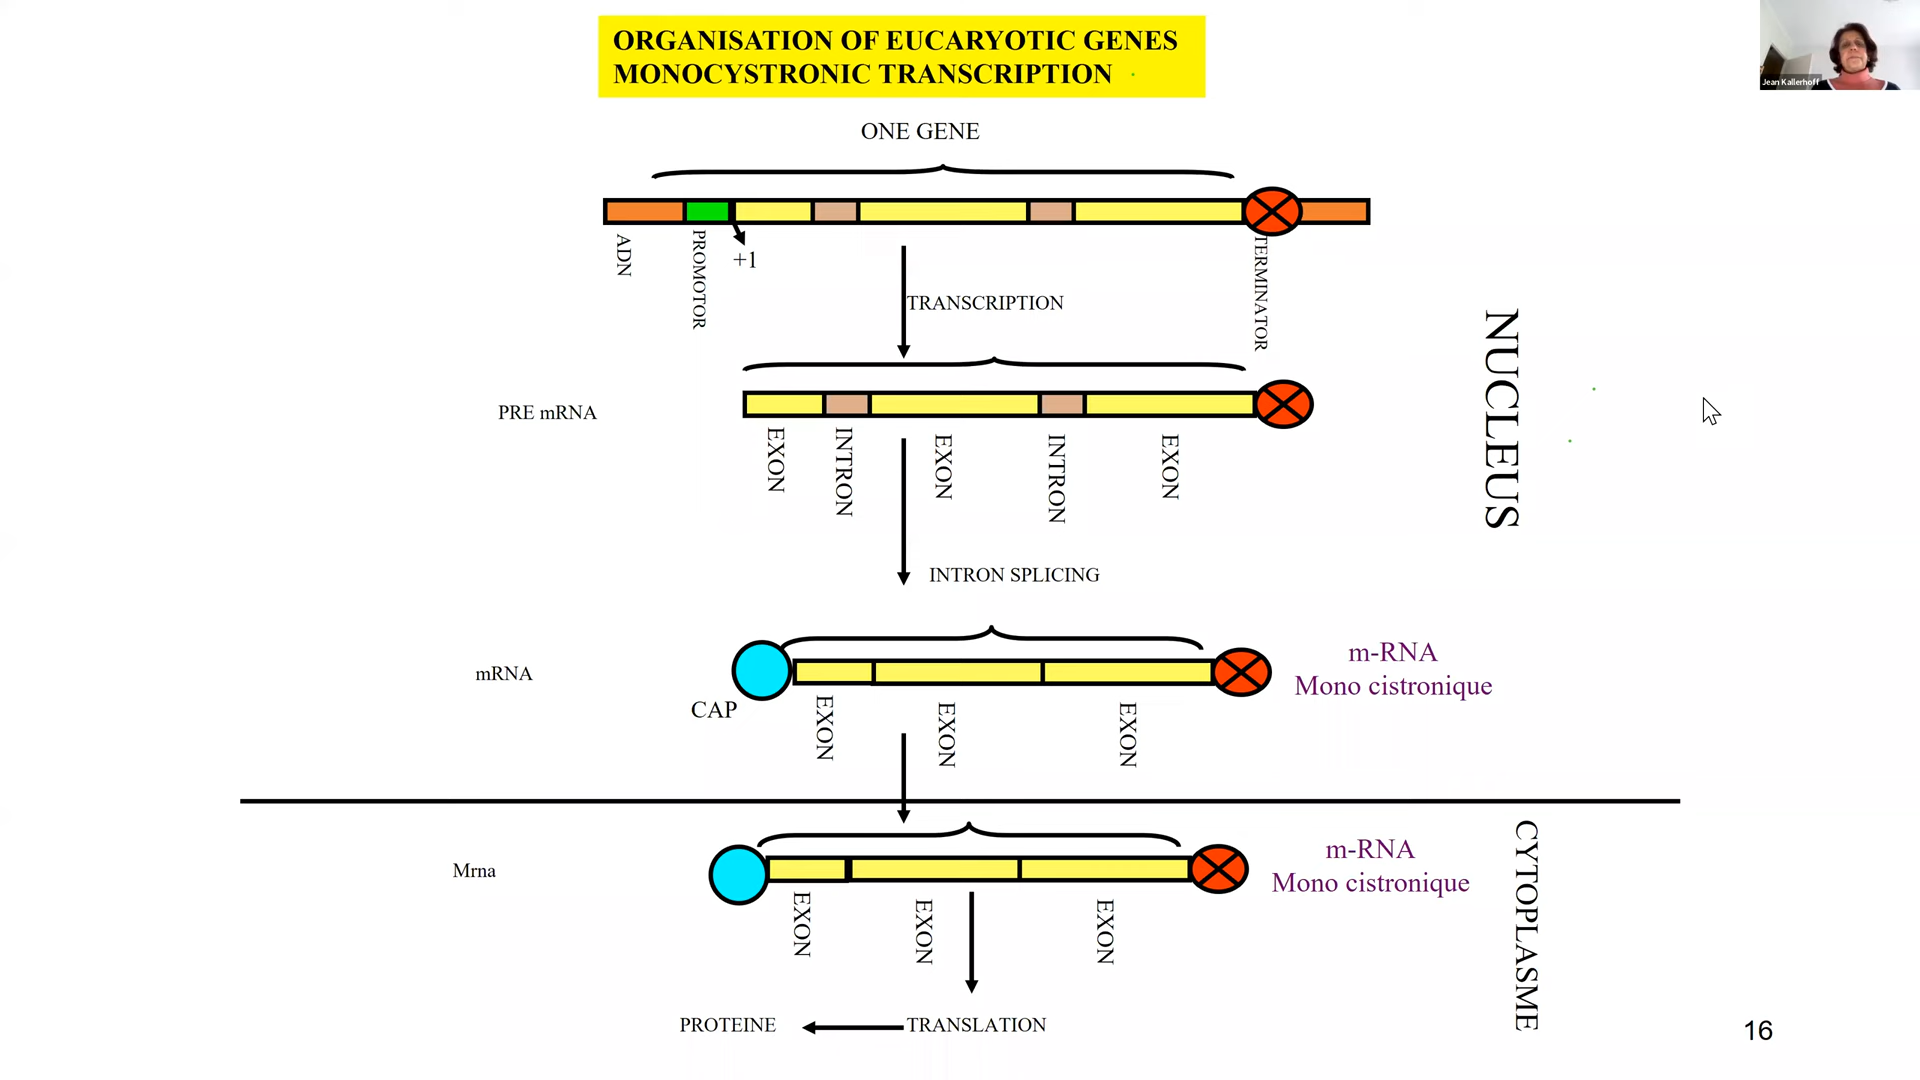 ORGANISATION OF EUCARYOTIC GENES
MONOCYSTRONIC TRANSCRIPTION
Jean Kallerhoff
ONE GENE
ADN
PROMOTOR
+1
TERMINATOR
TRANSCRIPTION
NUCLEUS
PRE mRNA
EXON
INTRON
EXON
INTRON
EXON
INTRON SPLICING
mRNA
CAP
EXON
EXON
EXON
m-RNA
Mono cistronique
Mrna
EXON
EXON
EXON
m-RNA
Mono cistronique
CYTOPLASME
PROTEINE
TRANSLATION
16